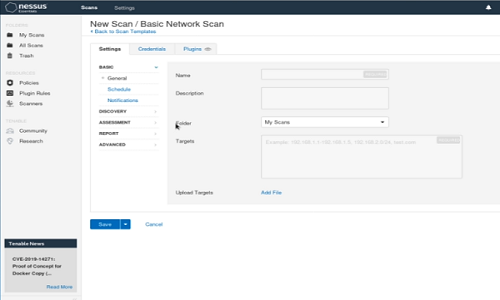 nessus
Essentials
Scans
Settings
New Scan / Basic Network Scan
Back to Scan Templates
FOLDERS
My Scans
All Scans
Trash
RESOURCES
Policies
Plugin Rules
Scanners
TENABLE
Community
Research
Settings
Credentials
Plugins
BASIC
General
Schedule
Notifications
DISCOVERY
ASSESSMENT
REPORT
ADVANCED
Name
Description
Folder
My Scans
Targets
Example: 192.168.1.1-192.168.1.5, 192.168.2.0/24, test.com
Upload Targets
Add File
Save
Cancel
Tenable News
CVE-2019-14271:
Proof of Concept for
Docker Copy (...
Read More